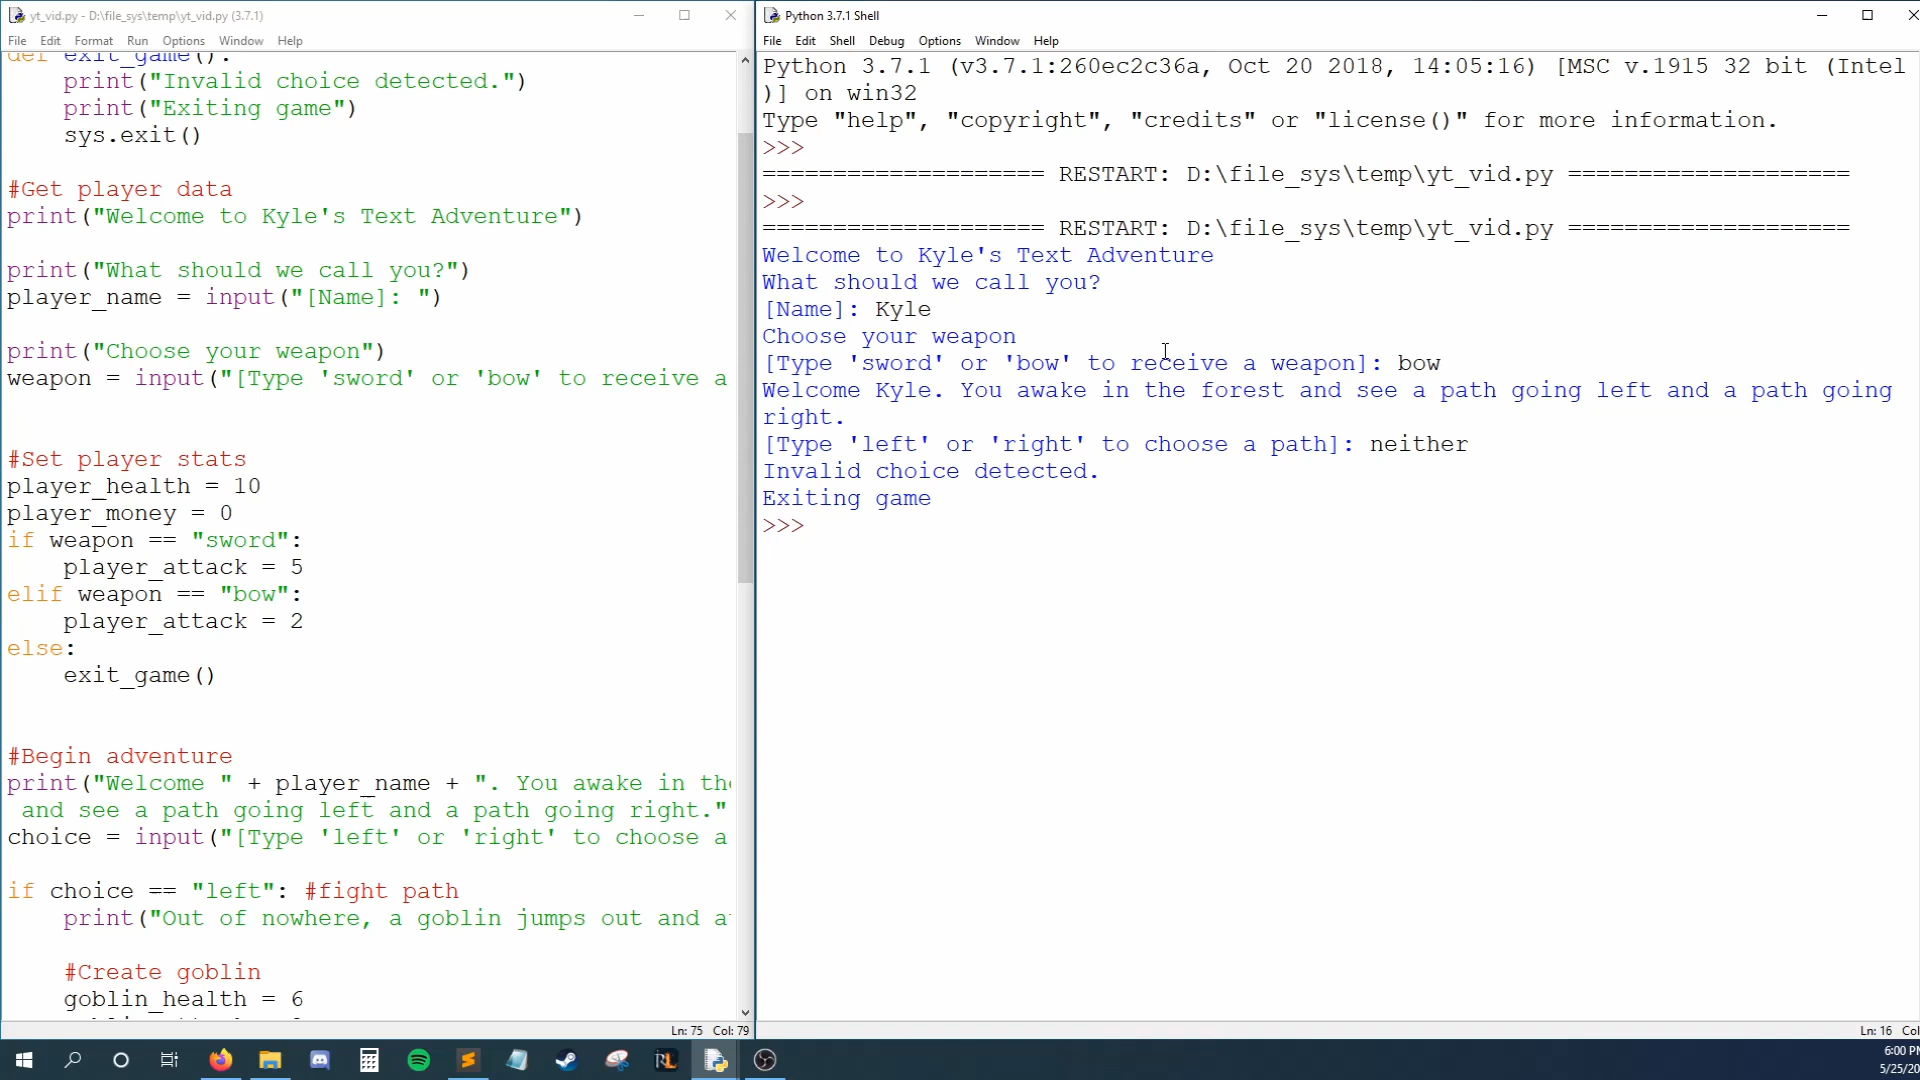 yt_vid.py - D:\file_sys\temp\yt_vid.py (3.7.1)
File Edit Format Run Options Window Help
def exit_game():
    print("Invalid choice detected.")
    print("Exiting game")
    sys.exit()
#Get player data
print("Welcome to Kyle's Text Adventure")
print("What should we call you?")
player_name = input("[Name]: ")
print("Choose your weapon")
weapon = input("[Type 'sword' or 'bow' to receive a
#Set player stats
player_health = 10
player_money = 0
if weapon == "sword":
    player_attack = 5
elif weapon == "bow":
    player_attack = 2
else:
    exit_game()
#Begin adventure
print("Welcome " + player_name + ". You awake in
 and see a path going left and a path going right."
choice = input("[Type 'left' or 'right' to choose a
if choice == "left": #fight path
    print("Out of nowhere, a goblin jumps out and
    #Create goblin
    goblin_health = 6
Ln: 75 Col: 79
Python 3.7.1 Shell
File Edit Shell Debug Options Window Help
Python 3.7.1 (v3.7.1:260ec2c36a, Oct 20 2018, 14:05:16) [MSC v.1915 32 bit (Intel
)] on win32
Type "help", "copyright", "credits" or "license()" for more information.
>>>
==================== RESTART: D:\file_sys\temp\yt_vid.py ====================
>>>
==================== RESTART: D:\file_sys\temp\yt_vid.py ====================
Welcome to Kyle's Text Adventure
What should we call you?
[Name]: Kyle
Choose your weapon
[Type 'sword' or 'bow' to receive a weapon]: bow
Welcome Kyle. You awake in the forest and see a path going left and a path going
right.
[Type 'left' or 'right' to choose a path]: neither
Invalid choice detected.
Exiting game
>>>
Ln: 16 Col
RL
6:00 PM
5/25/20